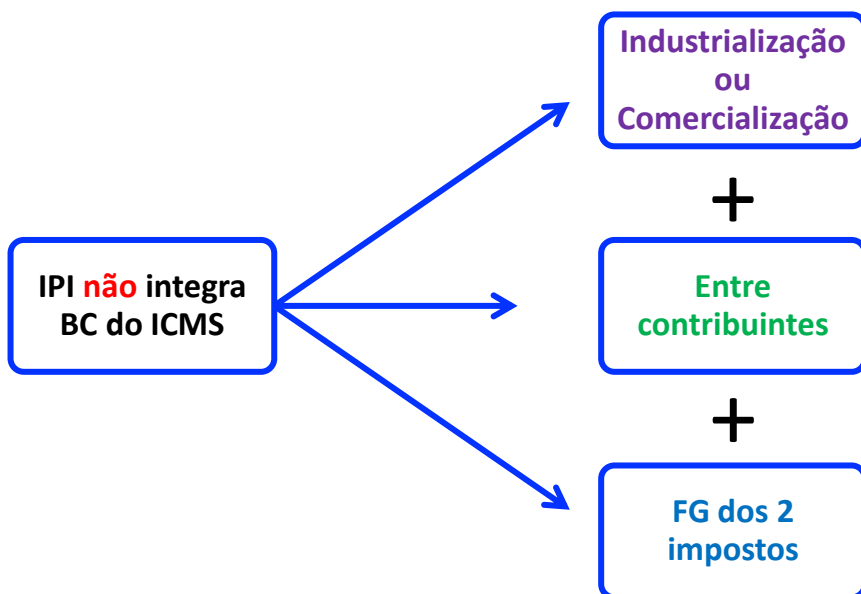 Industrialização
ou
Comercialização
+
IPI não integra
BC do ICMS
Entre
contribuintes
+
FG dos 2
impostos